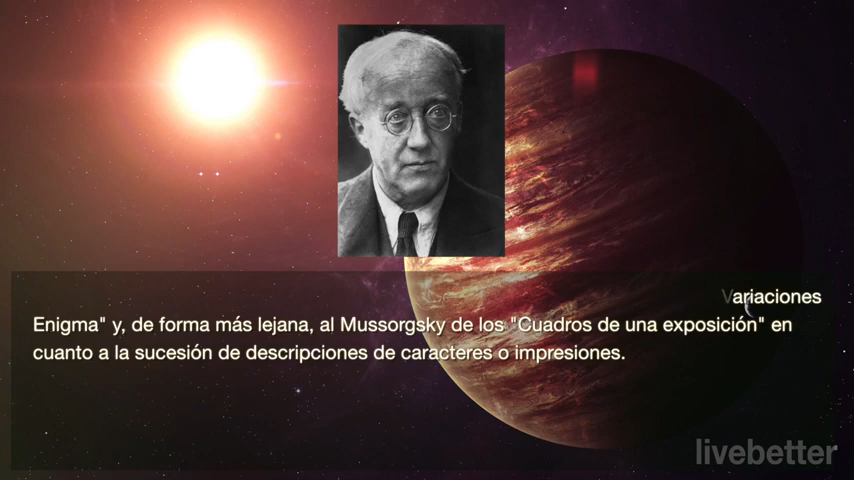 Variaciones
Enigma" y, de forma más lejana, al Mussorgsky de los "Cuadros de una exposición" en
cuanto a la sucesión de descripciones de caracteres o impresiones.
livebetter